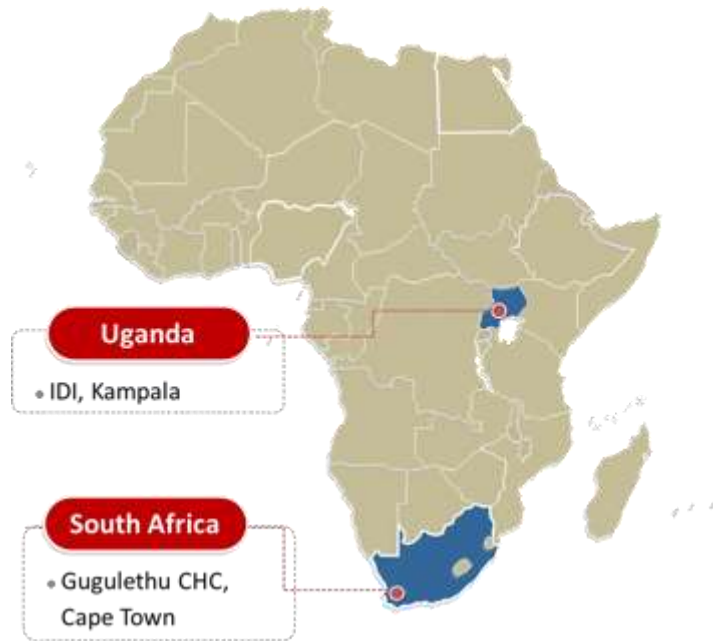 Uganda
• IDI, Kampala
South Africa
• Gugulethu CHC,
Cape Town